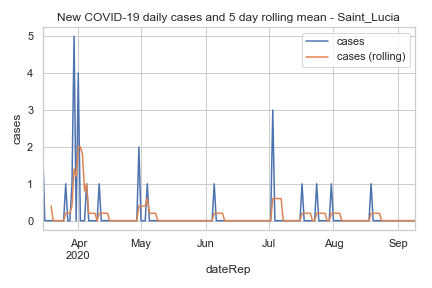 New COVID-19 daily cases and 5 day rolling mean - Saint_Lucia
cases
cases (rolling)
cases
5
4
3
2
1
0
Apr May Jun Jul Aug Sep
2020
dateRep